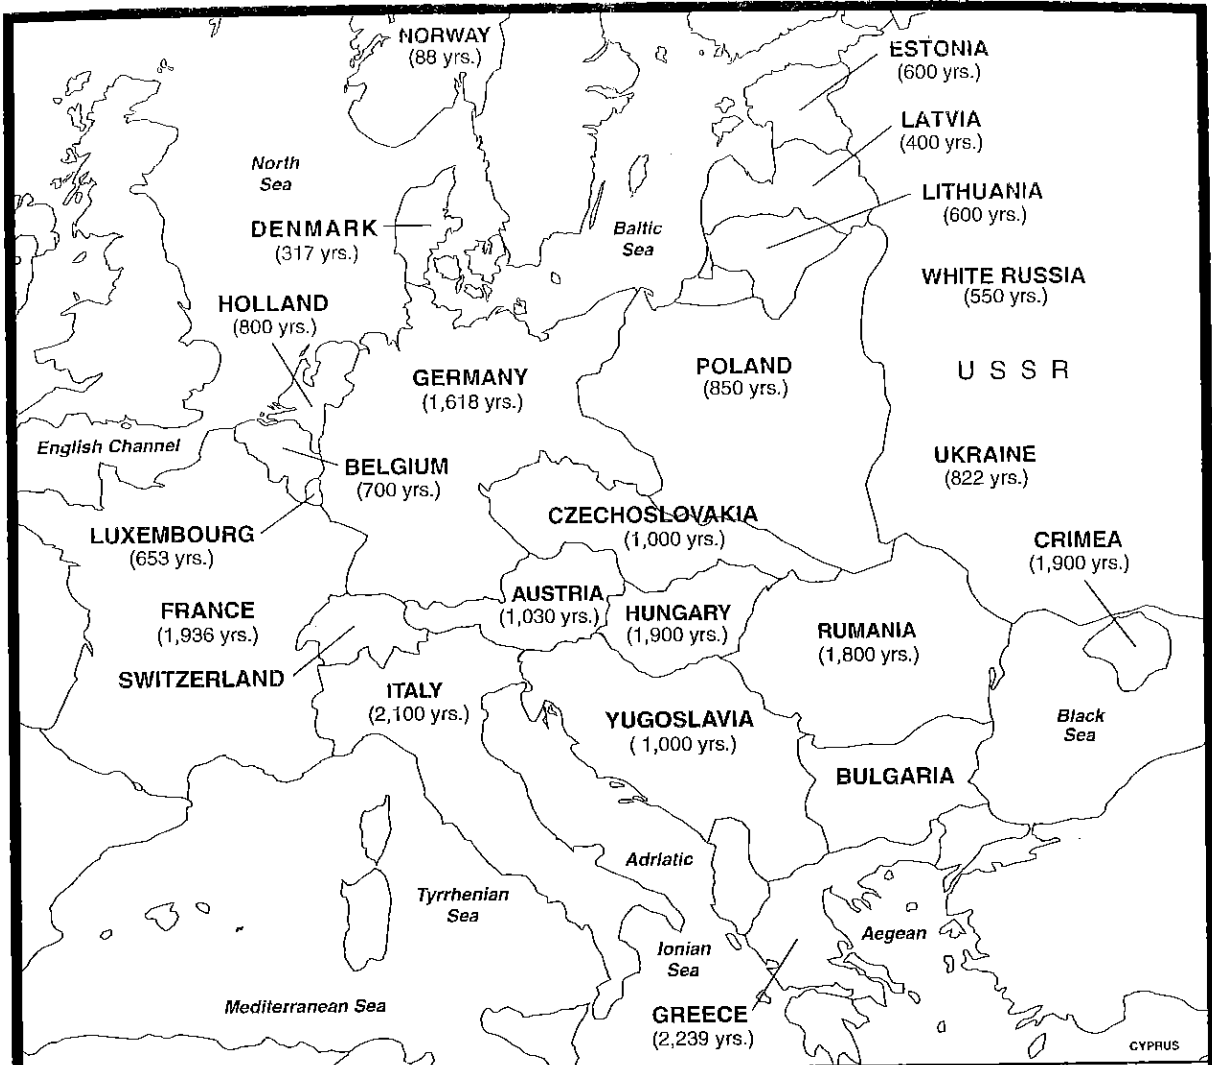 NORWAY
(88 yrs.)
ESTONIA
(600 yrs.)
LATVIA
(400 yrs.)
North
Sea
LITHUANIA
(600 yrs.)
DENMARK
(317 yrs.)
Baltic
Sea
WHITE RUSSIA
(550 yrs.)
HOLLAND
(800 yrs.)
POLAND
(850 yrs.)
USSR
GERMANY
(1,618 yrs.)
English Channel
BELGIUM
(700 yrs.)
UKRAINE
(822 yrs.)
LUXEMBOURG
(653 yrs.)
CZECHOSLOVAKIA
(1,000 yrs.)
CRIMEA
(1,900 yrs.)
FRANCE
(1,936 yrs.)
AUSTRIA
(1,030 yrs.)
HUNGARY
(1,900 yrs.)
RUMANIA
(1,800 yrs.)
SWITZERLAND
ITALY
(2,100 yrs.)
YUGOSLAVIA
( 1,000 yrs.)
Black
Sea
BULGARIA
Adriatic
Tyrrhenian
Sea
Aegean
Ionian
Sea
Mediterranean Sea
GREECE
(2,239 yrs.)
CYPRUS